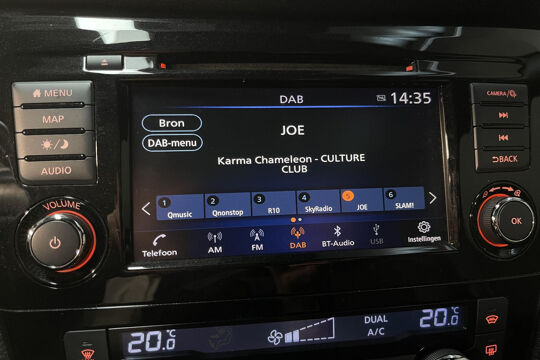 MENU
MAP
AUDIO
VOLUME
DAB 14:35
Bron
DAB-menu
JOE
Karma Chameleon - CULTURE
CLUB
1 2 3 4 5 6
Qmusic Qnonstop R10 SkyRadio JOE SLAM!
Telefoon AM FM DAB BT-Audio USB Instellingen
CAMERA/
BACK
OK
20.0 °C
DUAL
A/C
20.0 °C